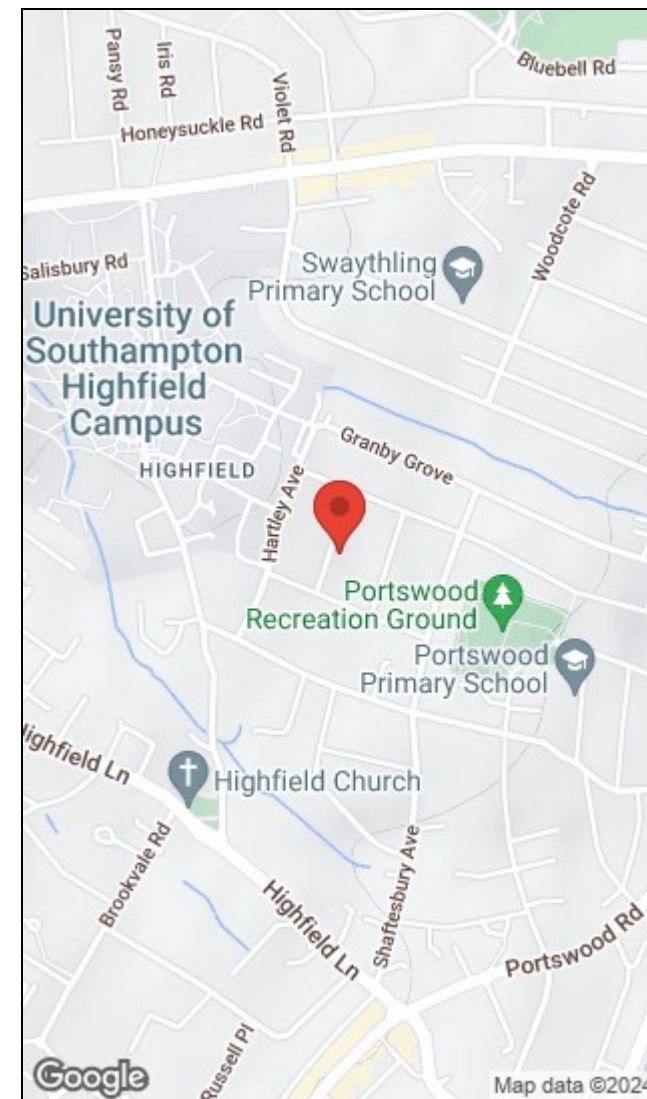 Pansy Rd
Iris Rd
Violet Rd
Bluebell Rd
Honeysuckle Rd
Woodcote Rd
Salisbury Rd
Swaythling
Primary School
University of
Southampton
Highfield
Campus
HIGHFIELD
Granby Grove
Hartley Ave
Portswood
Recreation Ground
Portswood
Primary School
Highfield Ln
Highfield Church
Brookvale Rd
Highfield Ln
Shaftesbury Ave
Portswood Rd
Russell Pl
Google
Map data ©2024